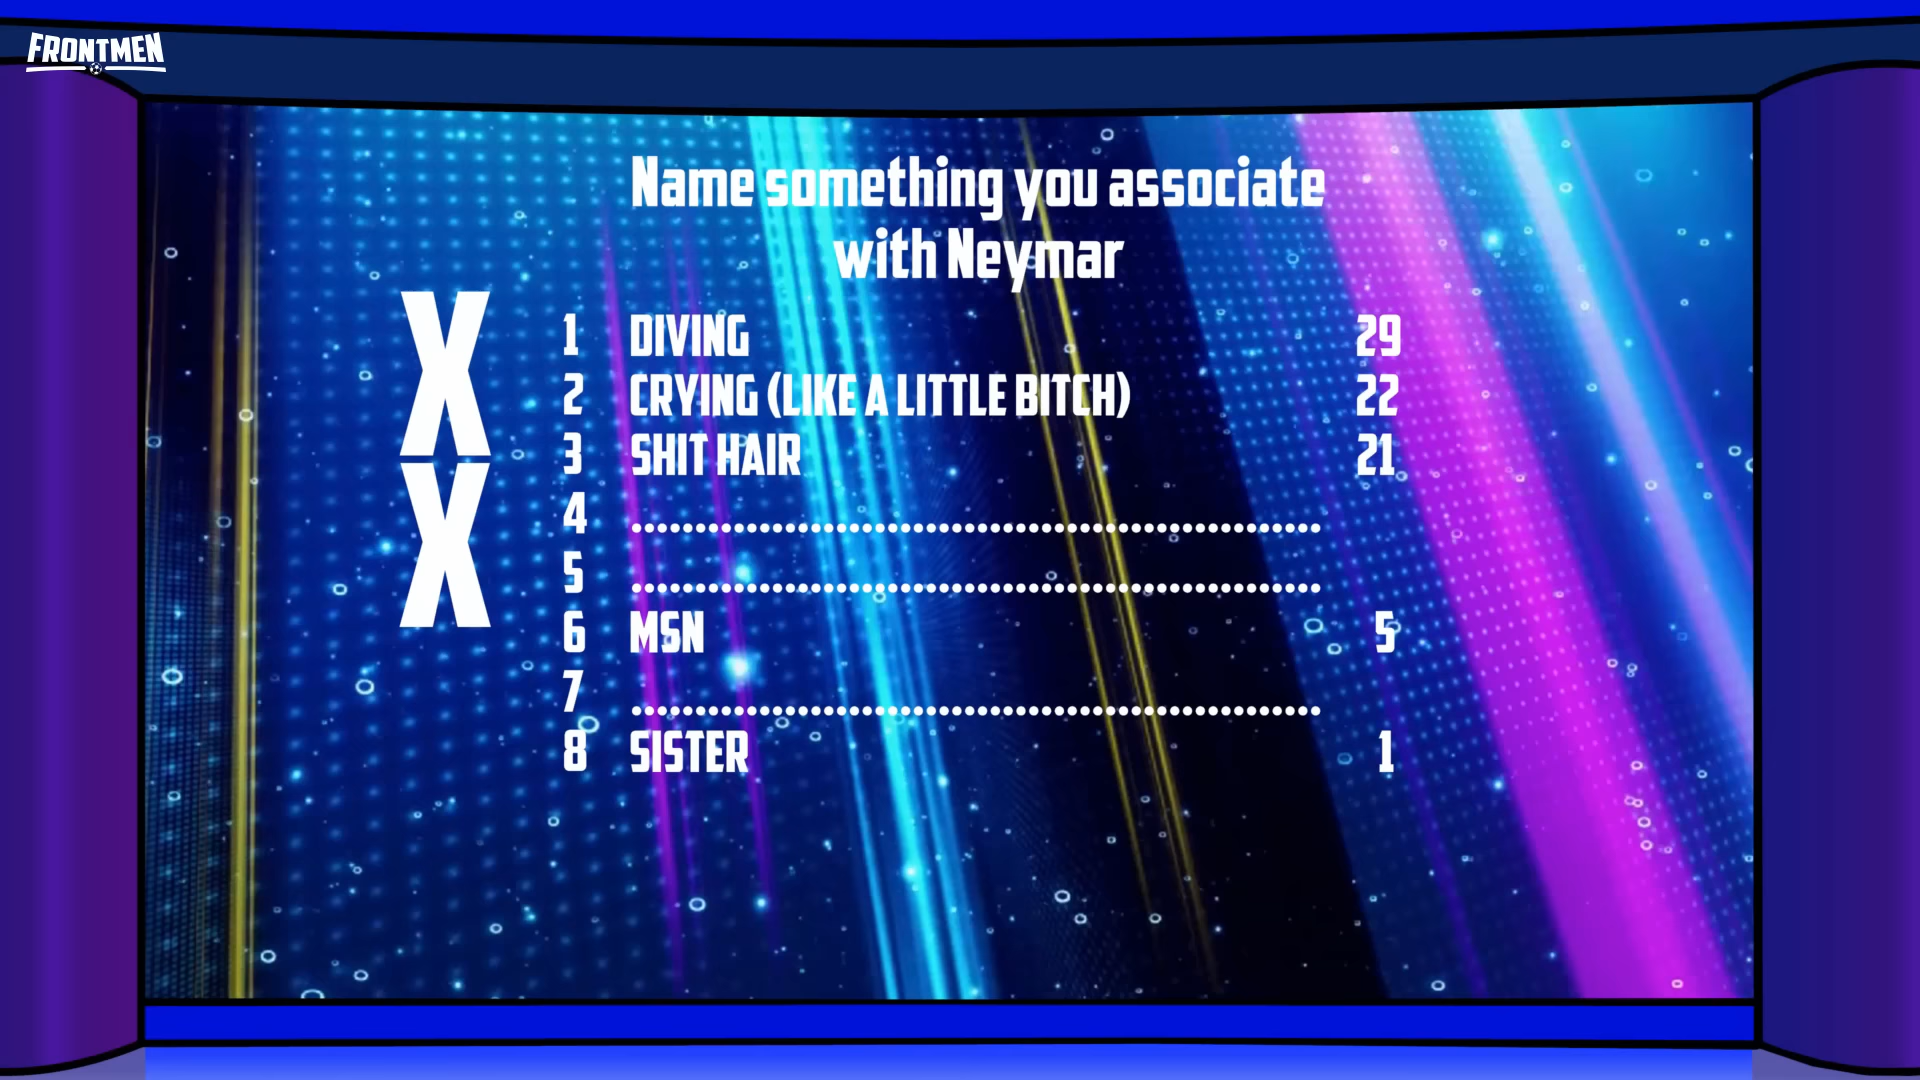 FRONTMEN
Name something you associate
with Neymar
X
X
1 DIVING 29
2 CRYING (LIKE A LITTLE BITCH) 22
3 SHIT HAIR 21
4 ......................................................
5 ......................................................
6 MSN 5
7 ......................................................
8 SISTER 1